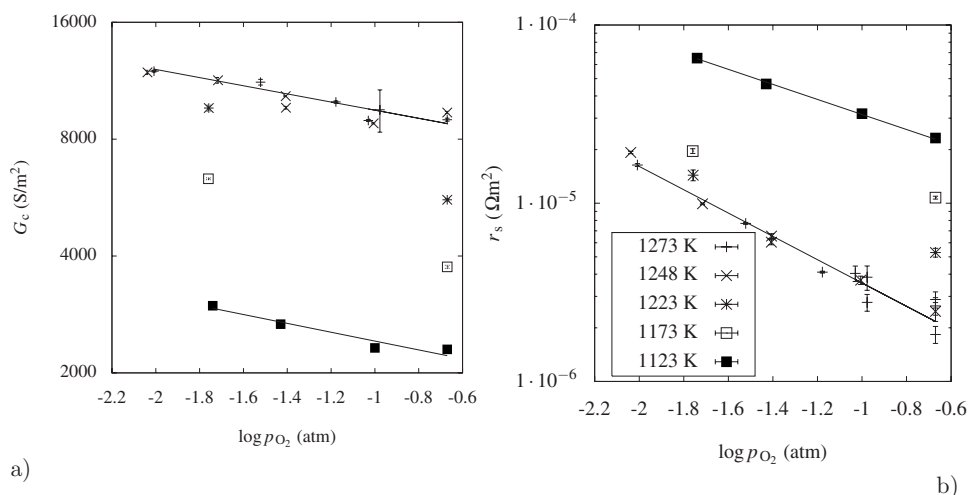 16000
8000
4000
2000
G_c (S/m²)
-2.2 -2 -1.8 -1.6 -1.4 -1.2 -1 -0.8 -0.6
log p_O₂ (atm)
a)
1 · 10⁻⁴
1 · 10⁻⁵
1 · 10⁻⁶
r_s (Ωm²)
1273 K
1248 K
1223 K
1173 K
1123 K
-2.2 -2 -1.8 -1.6 -1.4 -1.2 -1 -0.8 -0.6
log p_O₂ (atm)
b)